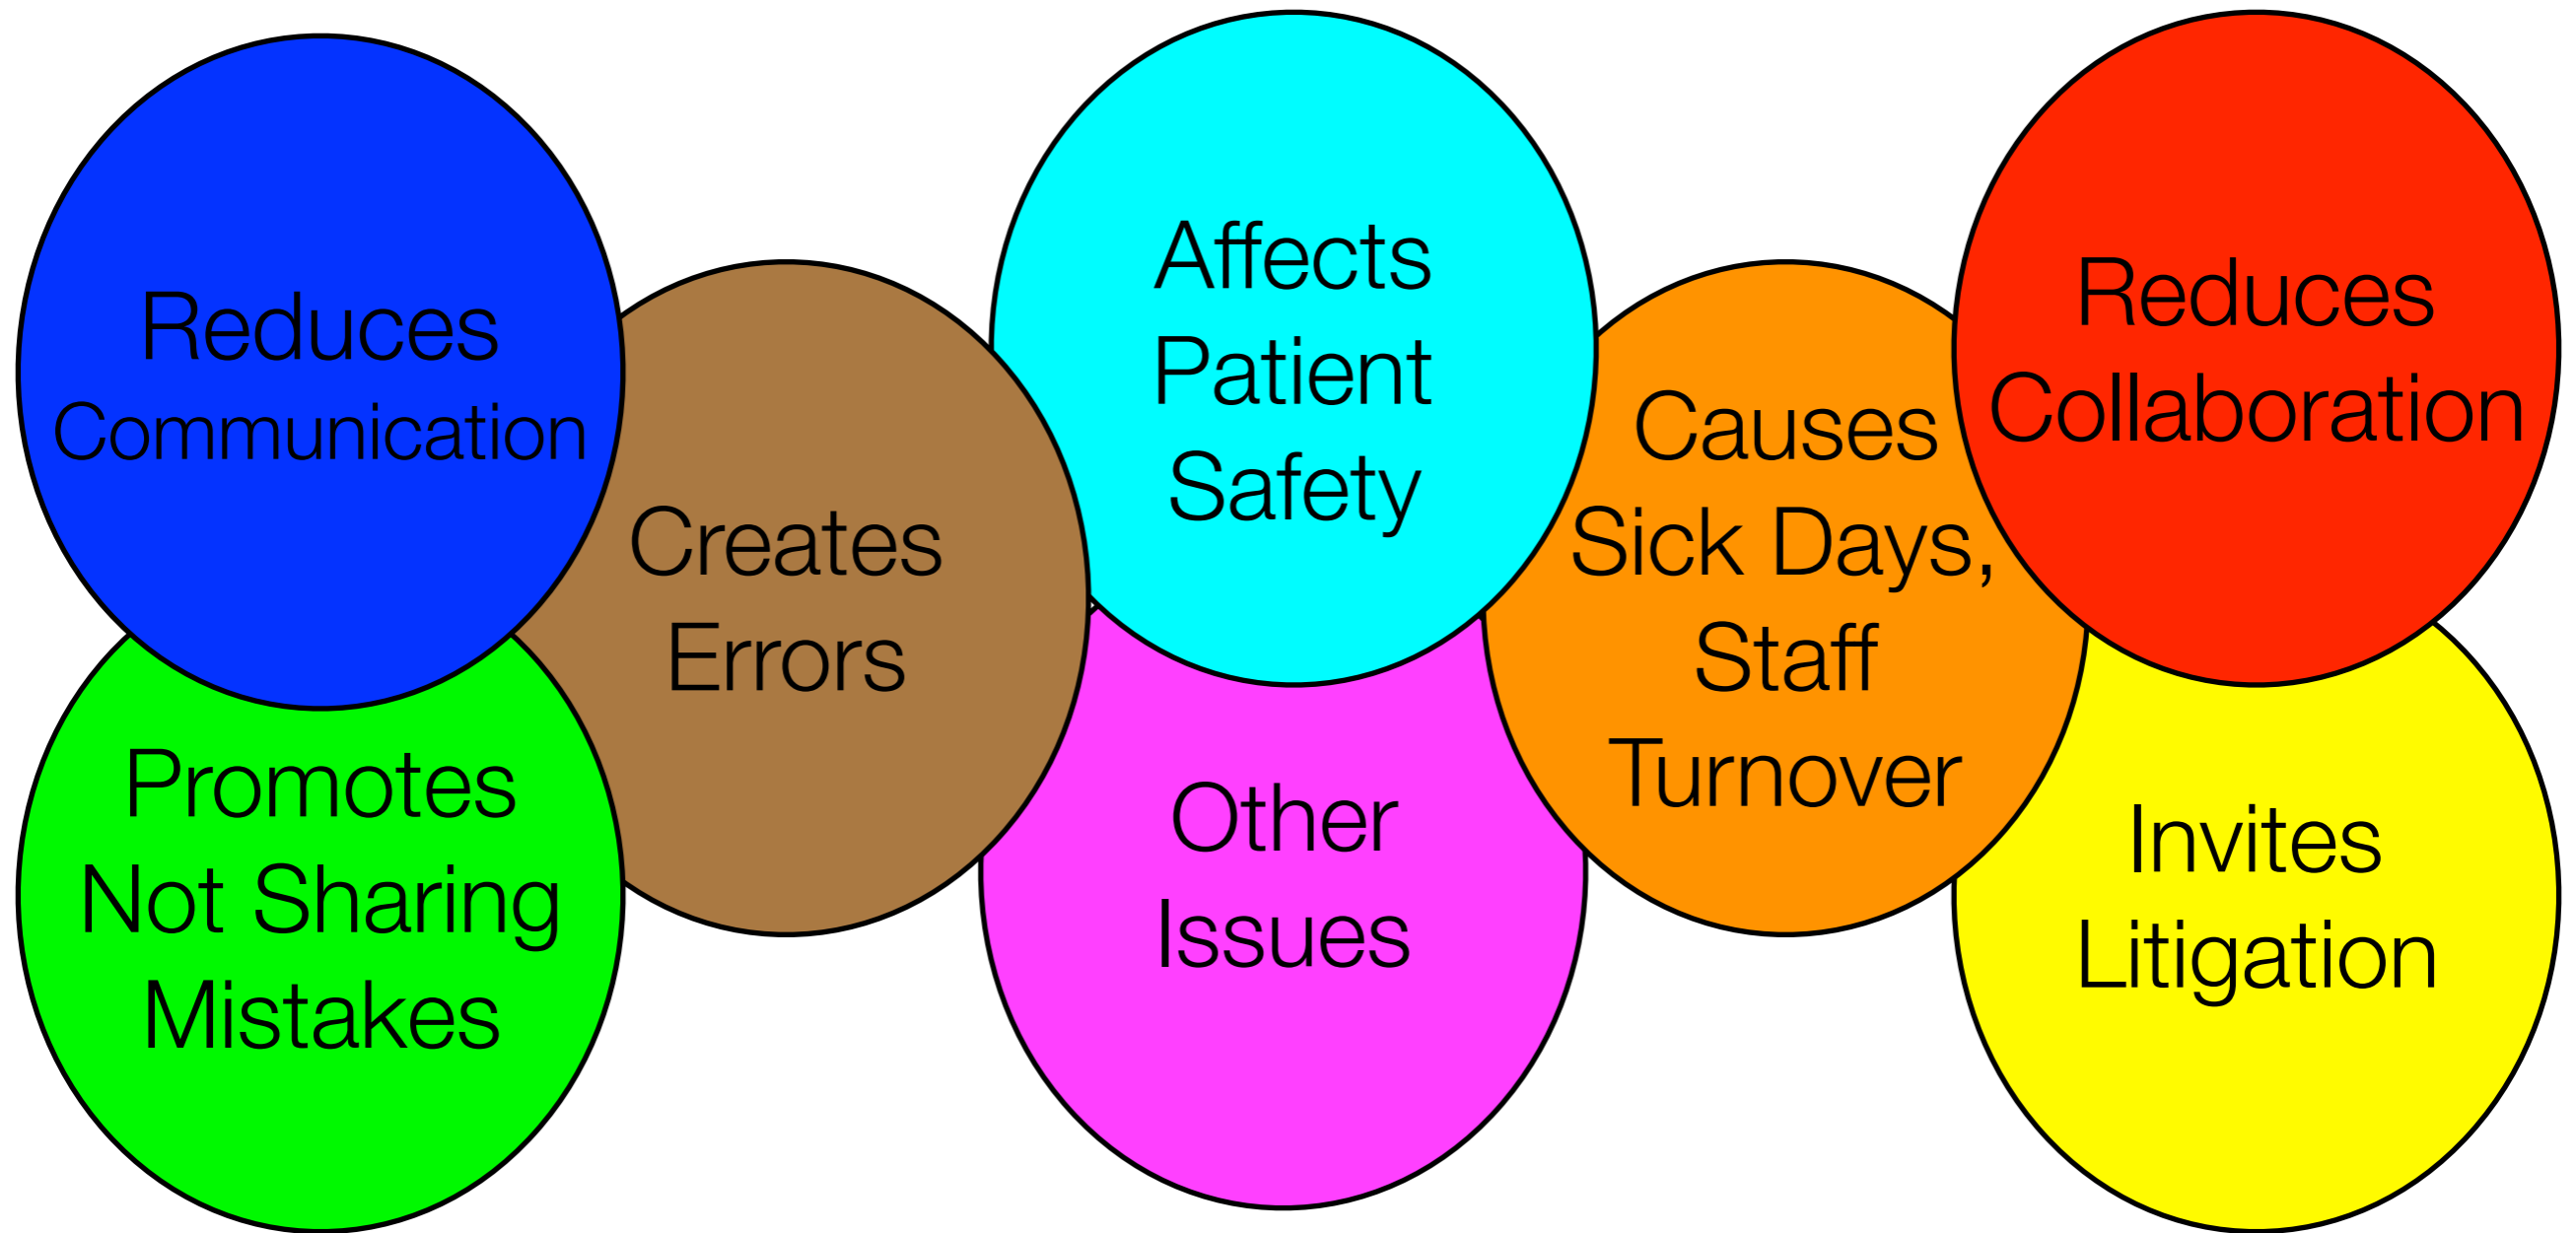 Reduces
Communication
Promotes
Not Sharing
Mistakes
Creates
Errors
Affects
Patient
Safety
Other
Issues
Causes
Sick Days,
Staff
Turnover
Reduces
Collaboration
Invites
Litigation